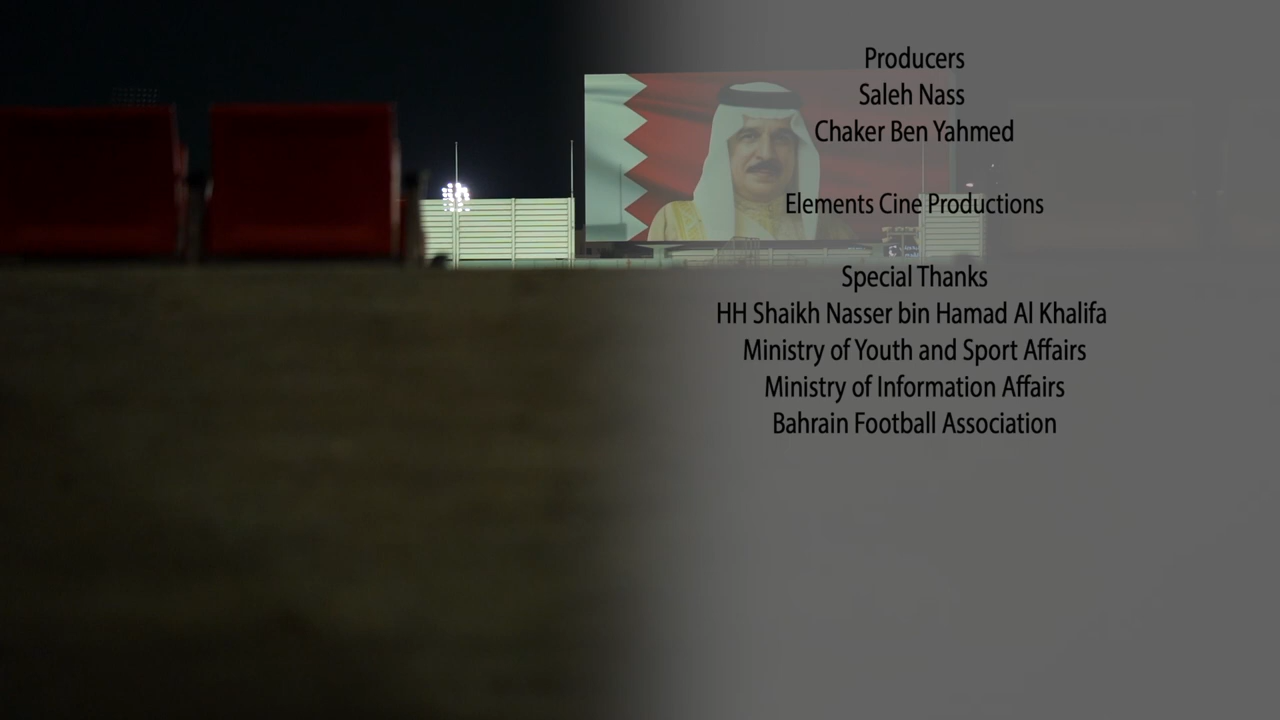 Producers
Saleh Nass
Chaker Ben Yahmed
Elements Cine Productions
Special Thanks
HH Shaikh Nasser bin Hamad Al Khalifa
Ministry of Youth and Sport Affairs
Ministry of Information Affairs
Bahrain Football Association